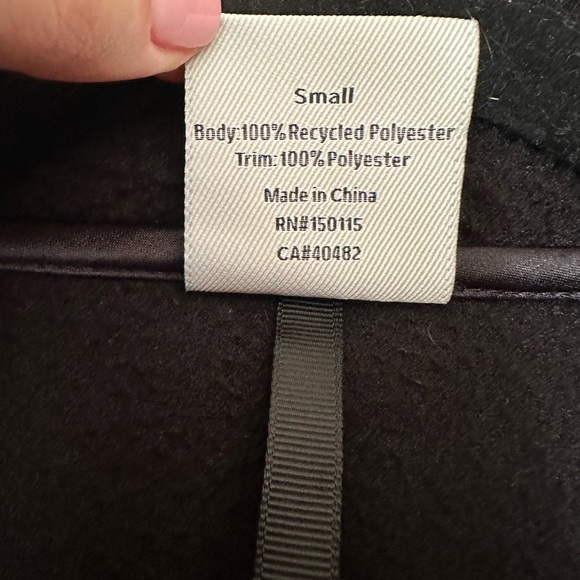 Small
Body:100% Recycled Polyester
Trim:100% Polyester
Made in China
RN#150115
CA#40482